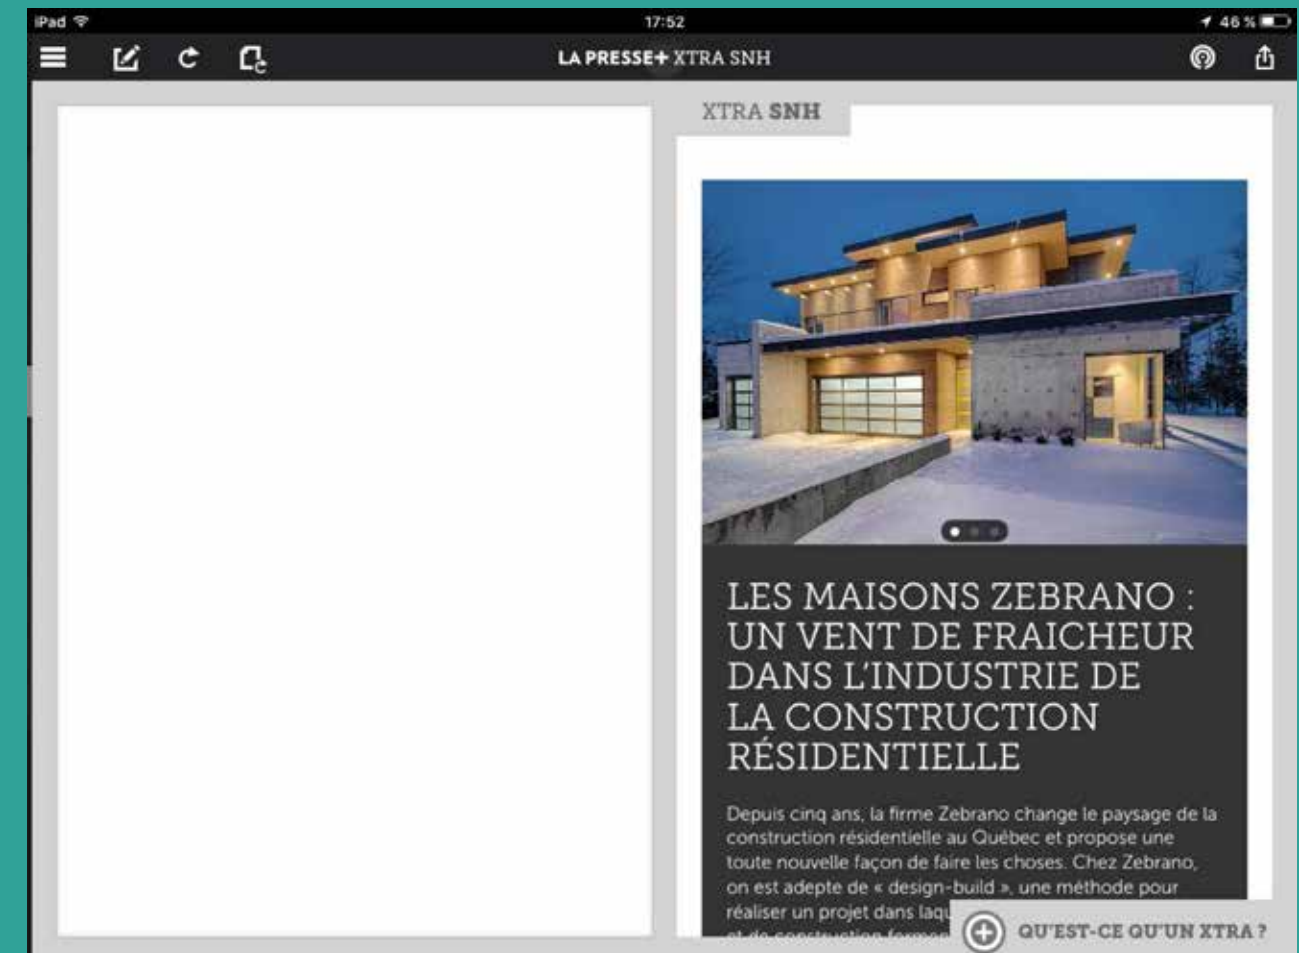 iPad 17:52 46 %
LA PRESSE+ XTRA SNH
XTRA SNH
LES MAISONS ZEBRANO :
UN VENT DE FRAICHEUR
DANS L'INDUSTRIE DE
LA CONSTRUCTION
RÉSIDENTIELLE
Depuis cinq ans, la firme Zebrano change le paysage de la
construction résidentielle au Québec et propose une
toute nouvelle façon de faire les choses. Chez Zebrano,
on est adepte de « design-build », une méthode pour
réaliser un projet dans
et de construction
QU'EST-CE QU'UN XTRA ?